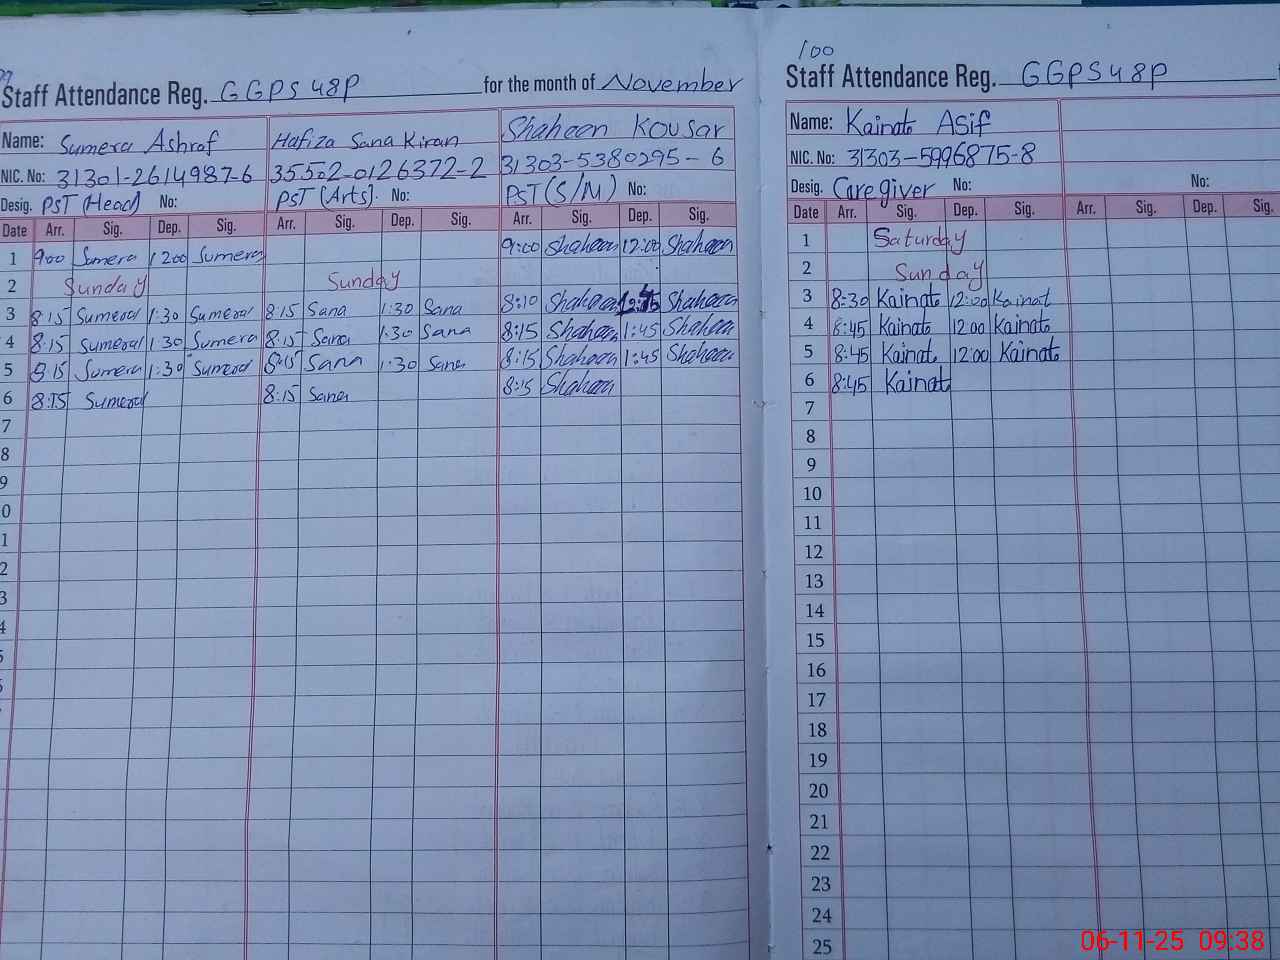 Staff Attendance Reg. GGPS 48P for the month of November
Name: Sumera Ashraf Hafiza Sana Kiran Shaheen Kousar
NIC. No: 31301-2614987-6 35502-0126372-2 31303-5380295-6
Desig. PST (Head) No: PST (Arts). No: PST (S/M) No:
Date Arr. Sig. Dep. Sig. Arr. Sig. Dep. Sig. Arr. Sig. Dep. Sig.
1 9:00 Sumera 1200 Sumera 9:00 Shaheen 12:00 Shaheen
2 Sunday Sunday
3 8:15 Sumera 1:30 Sumera 8:15 Sana 1:30 Sana 8:10 Shaheen Shaheen
4 8:15 Sumera 1:30 Sumera 8:15 Sana 1:30 Sana 8:15 Shaheen 1:45 Shaheen
5 8:15 Sumera 1:30 Sumera 8:15 Sana 1:30 Sana 8:15 Shaheen 1:45 Shaheen
6 8:15 Sumera 8:15 Sana 8:15 Shaheen
7
8
9
0
1
2
3
4
5
100
Staff Attendance Reg. GGPS 48P
Name: Kainat Asif
NIC. No: 31303-5996875-8
Desig. Caregiver No: No:
Date Arr. Sig. Dep. Sig. Arr. Sig. Dep. Sig.
1 Saturday
2 Sunday
3 8:30 Kainat 12:00 Kainat
4 8:45 Kainat 1200 Kainat
5 8:45 Kainat 12:00 Kainat
6 8:45 Kainat
7
8
9
10
11
12
13
14
15
16
17
18
19
20
21
22
23
24
25
06-11-25 09:38